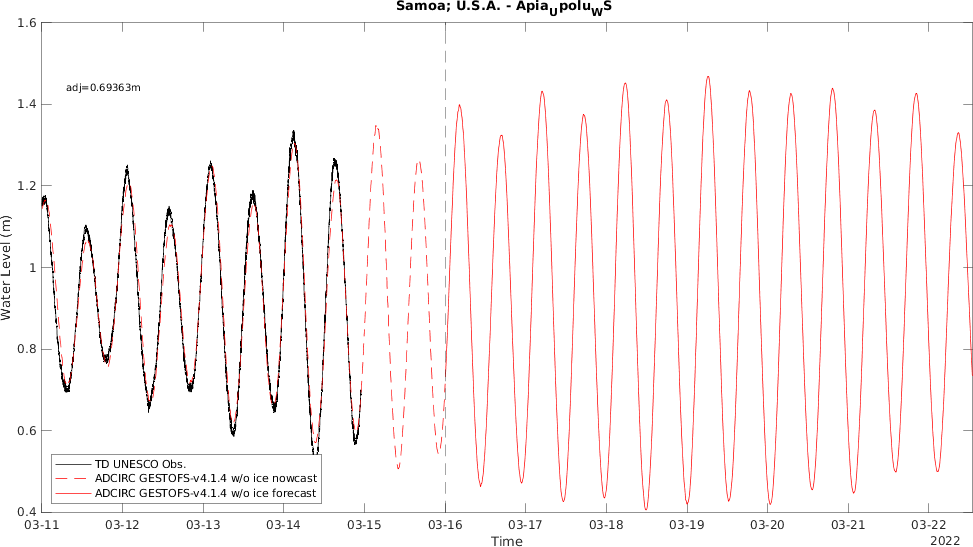 Samoa; U.S.A. - Apia_Upolu_WS
1.6
adj=0.69363m
1.4
1.2
1
0.8
0.6
0.4
Water Level (m)
TD UNESCO Obs.
ADCIRC GESTOFS-v4.1.4 w/o ice nowcast
ADCIRC GESTOFS-v4.1.4 w/o ice forecast
03-11 03-12 03-13 03-14 03-15 03-16 03-17 03-18 03-19 03-20 03-21 03-22
Time
2022